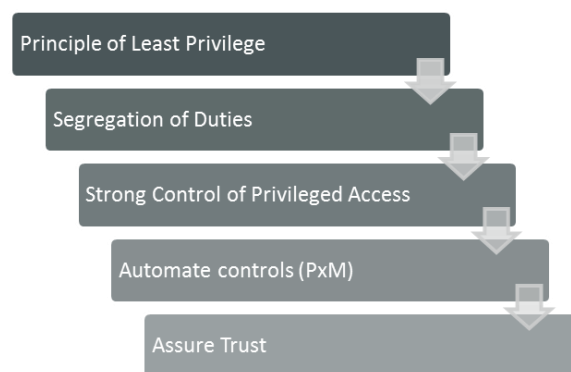 Principle of Least Privilege
Segregation of Duties
Strong Control of Privileged Access
Automate controls (PxM)
Assure Trust